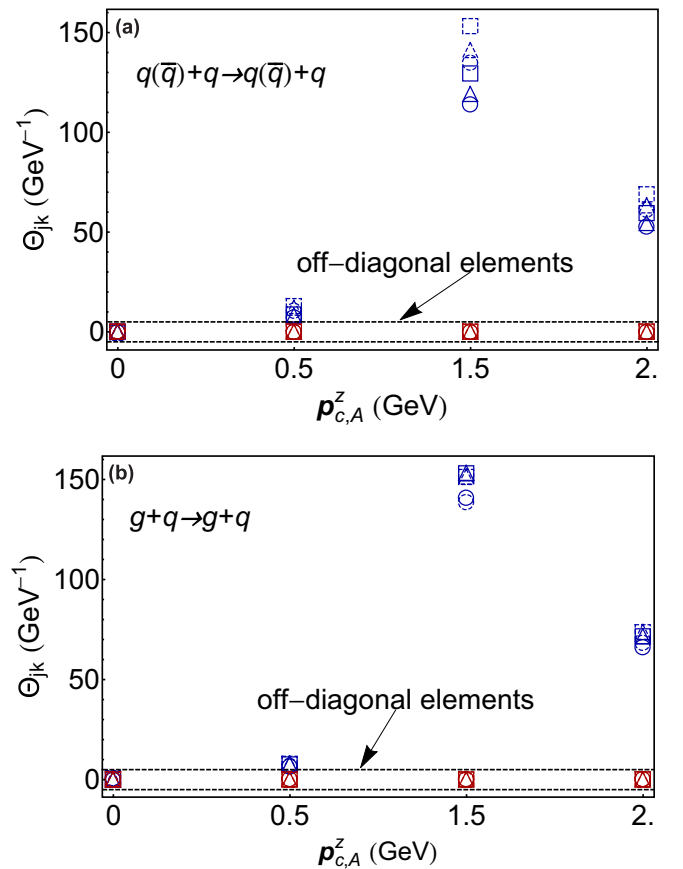 (a)
q(q̅)+q→q(q̅)+q
150
100
50
0
Θjk (GeV⁻¹)
off−diagonal elements
0 0.5 1.5 2.
pᶻc,A (GeV)
(b)
g+q→g+q
150
100
50
0
Θjk (GeV⁻¹)
off−diagonal elements
0 0.5 1.5 2.
pᶻc,A (GeV)